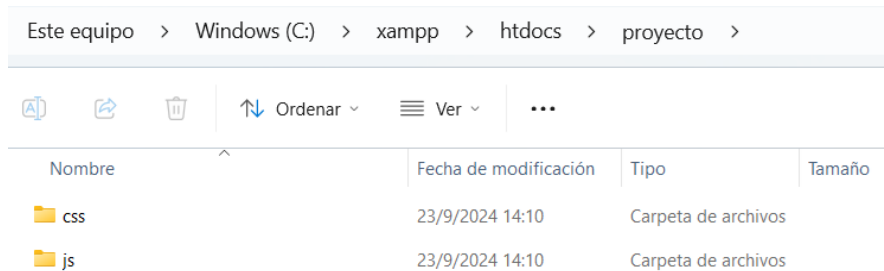 Este equipo > Windows (C:) > xampp > htdocs > proyecto >
A Ordenar Ver ...
Nombre Fecha de modificación Tipo Tamaño
css 23/9/2024 14:10 Carpeta de archivos
js 23/9/2024 14:10 Carpeta de archivos